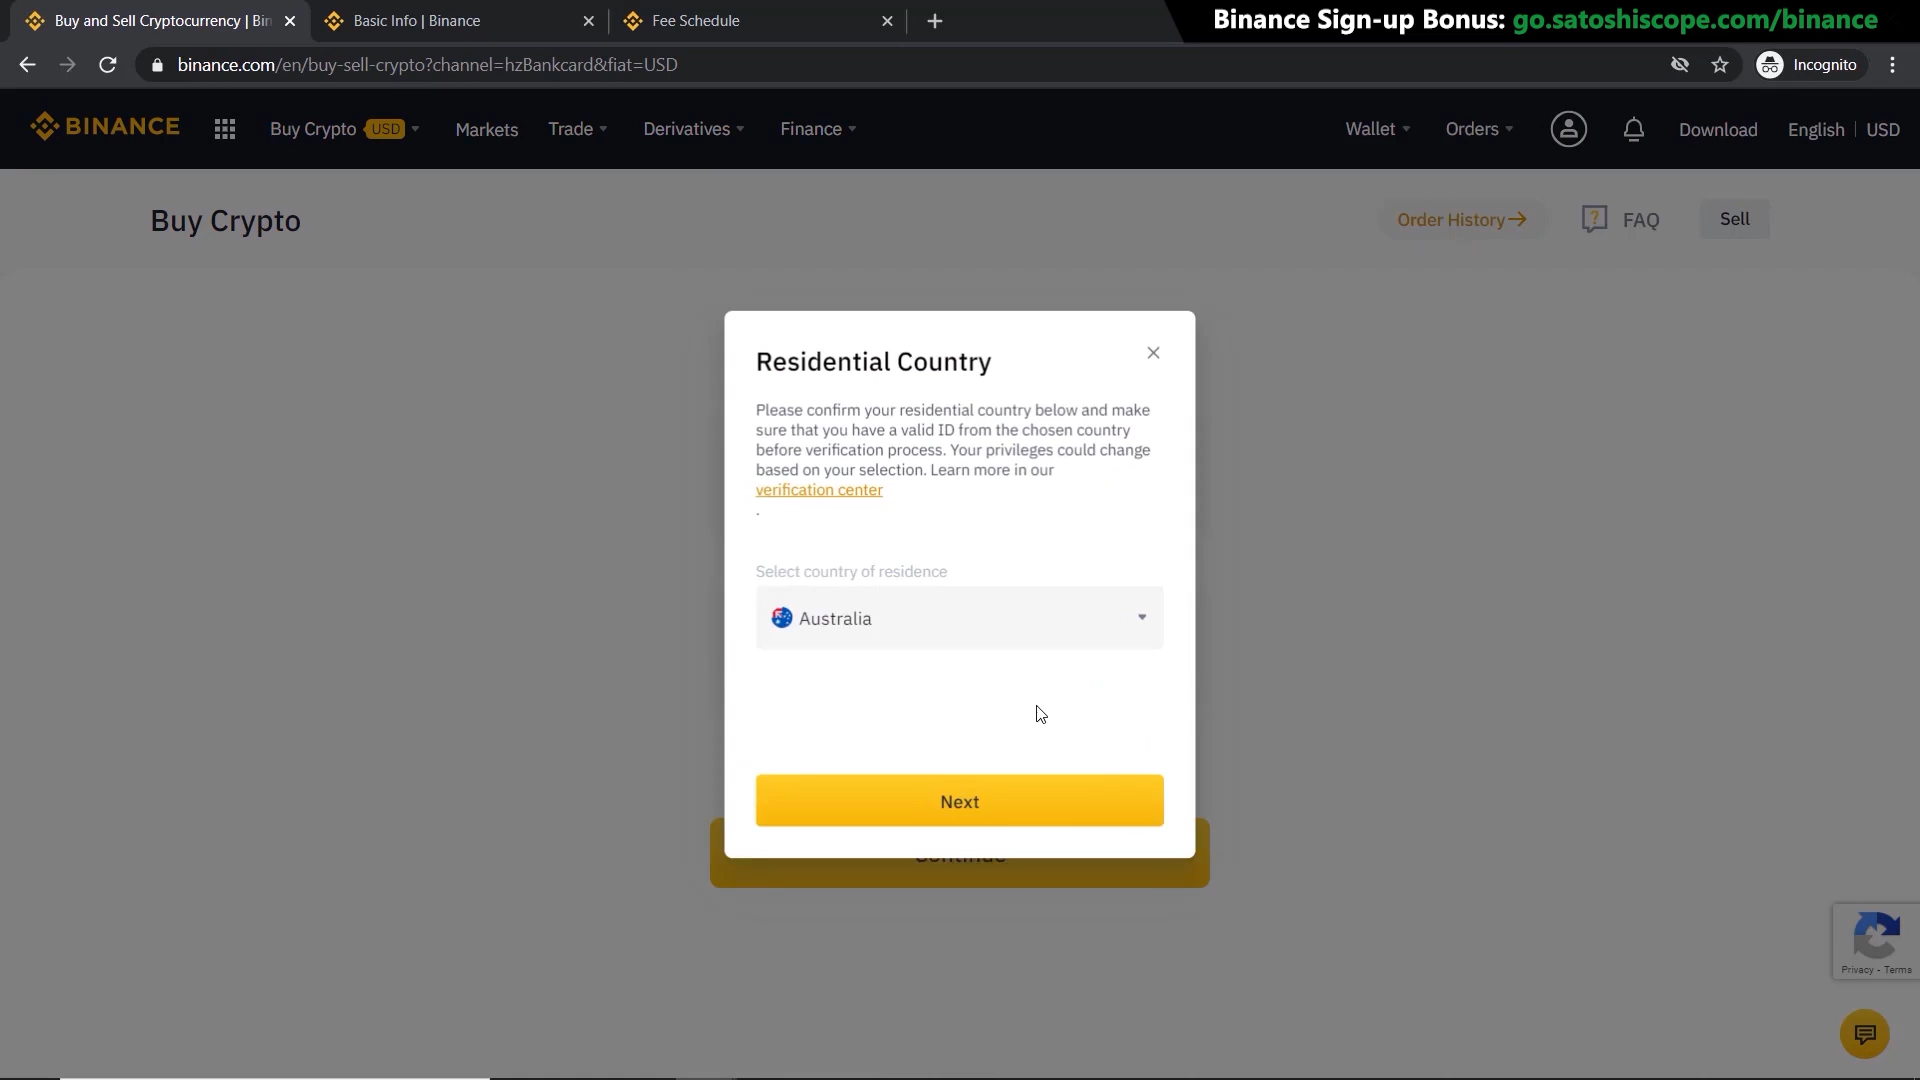 Buy and Sell Cryptocurrency | Bin
Basic Info | Binance
Fee Schedule
Binance Sign-up Bonus: go.satoshiscope.com/binance
binance.com/en/buy-sell-crypto?channel=hzBankcard&fiat=USD
Incognito
BINANCE
Buy Crypto USD
Markets
Trade
Derivatives
Finance
Wallet
Orders
Download
English | USD
Buy Crypto
Order History
FAQ
Sell
Residential Country
Please confirm your residential country below and make
sure that you have a valid ID from the chosen country
before verification process. Your privileges could change
based on your selection. Learn more in our
verification center
.
Select country of residence
Australia
Next
Continue
Privacy - Terms